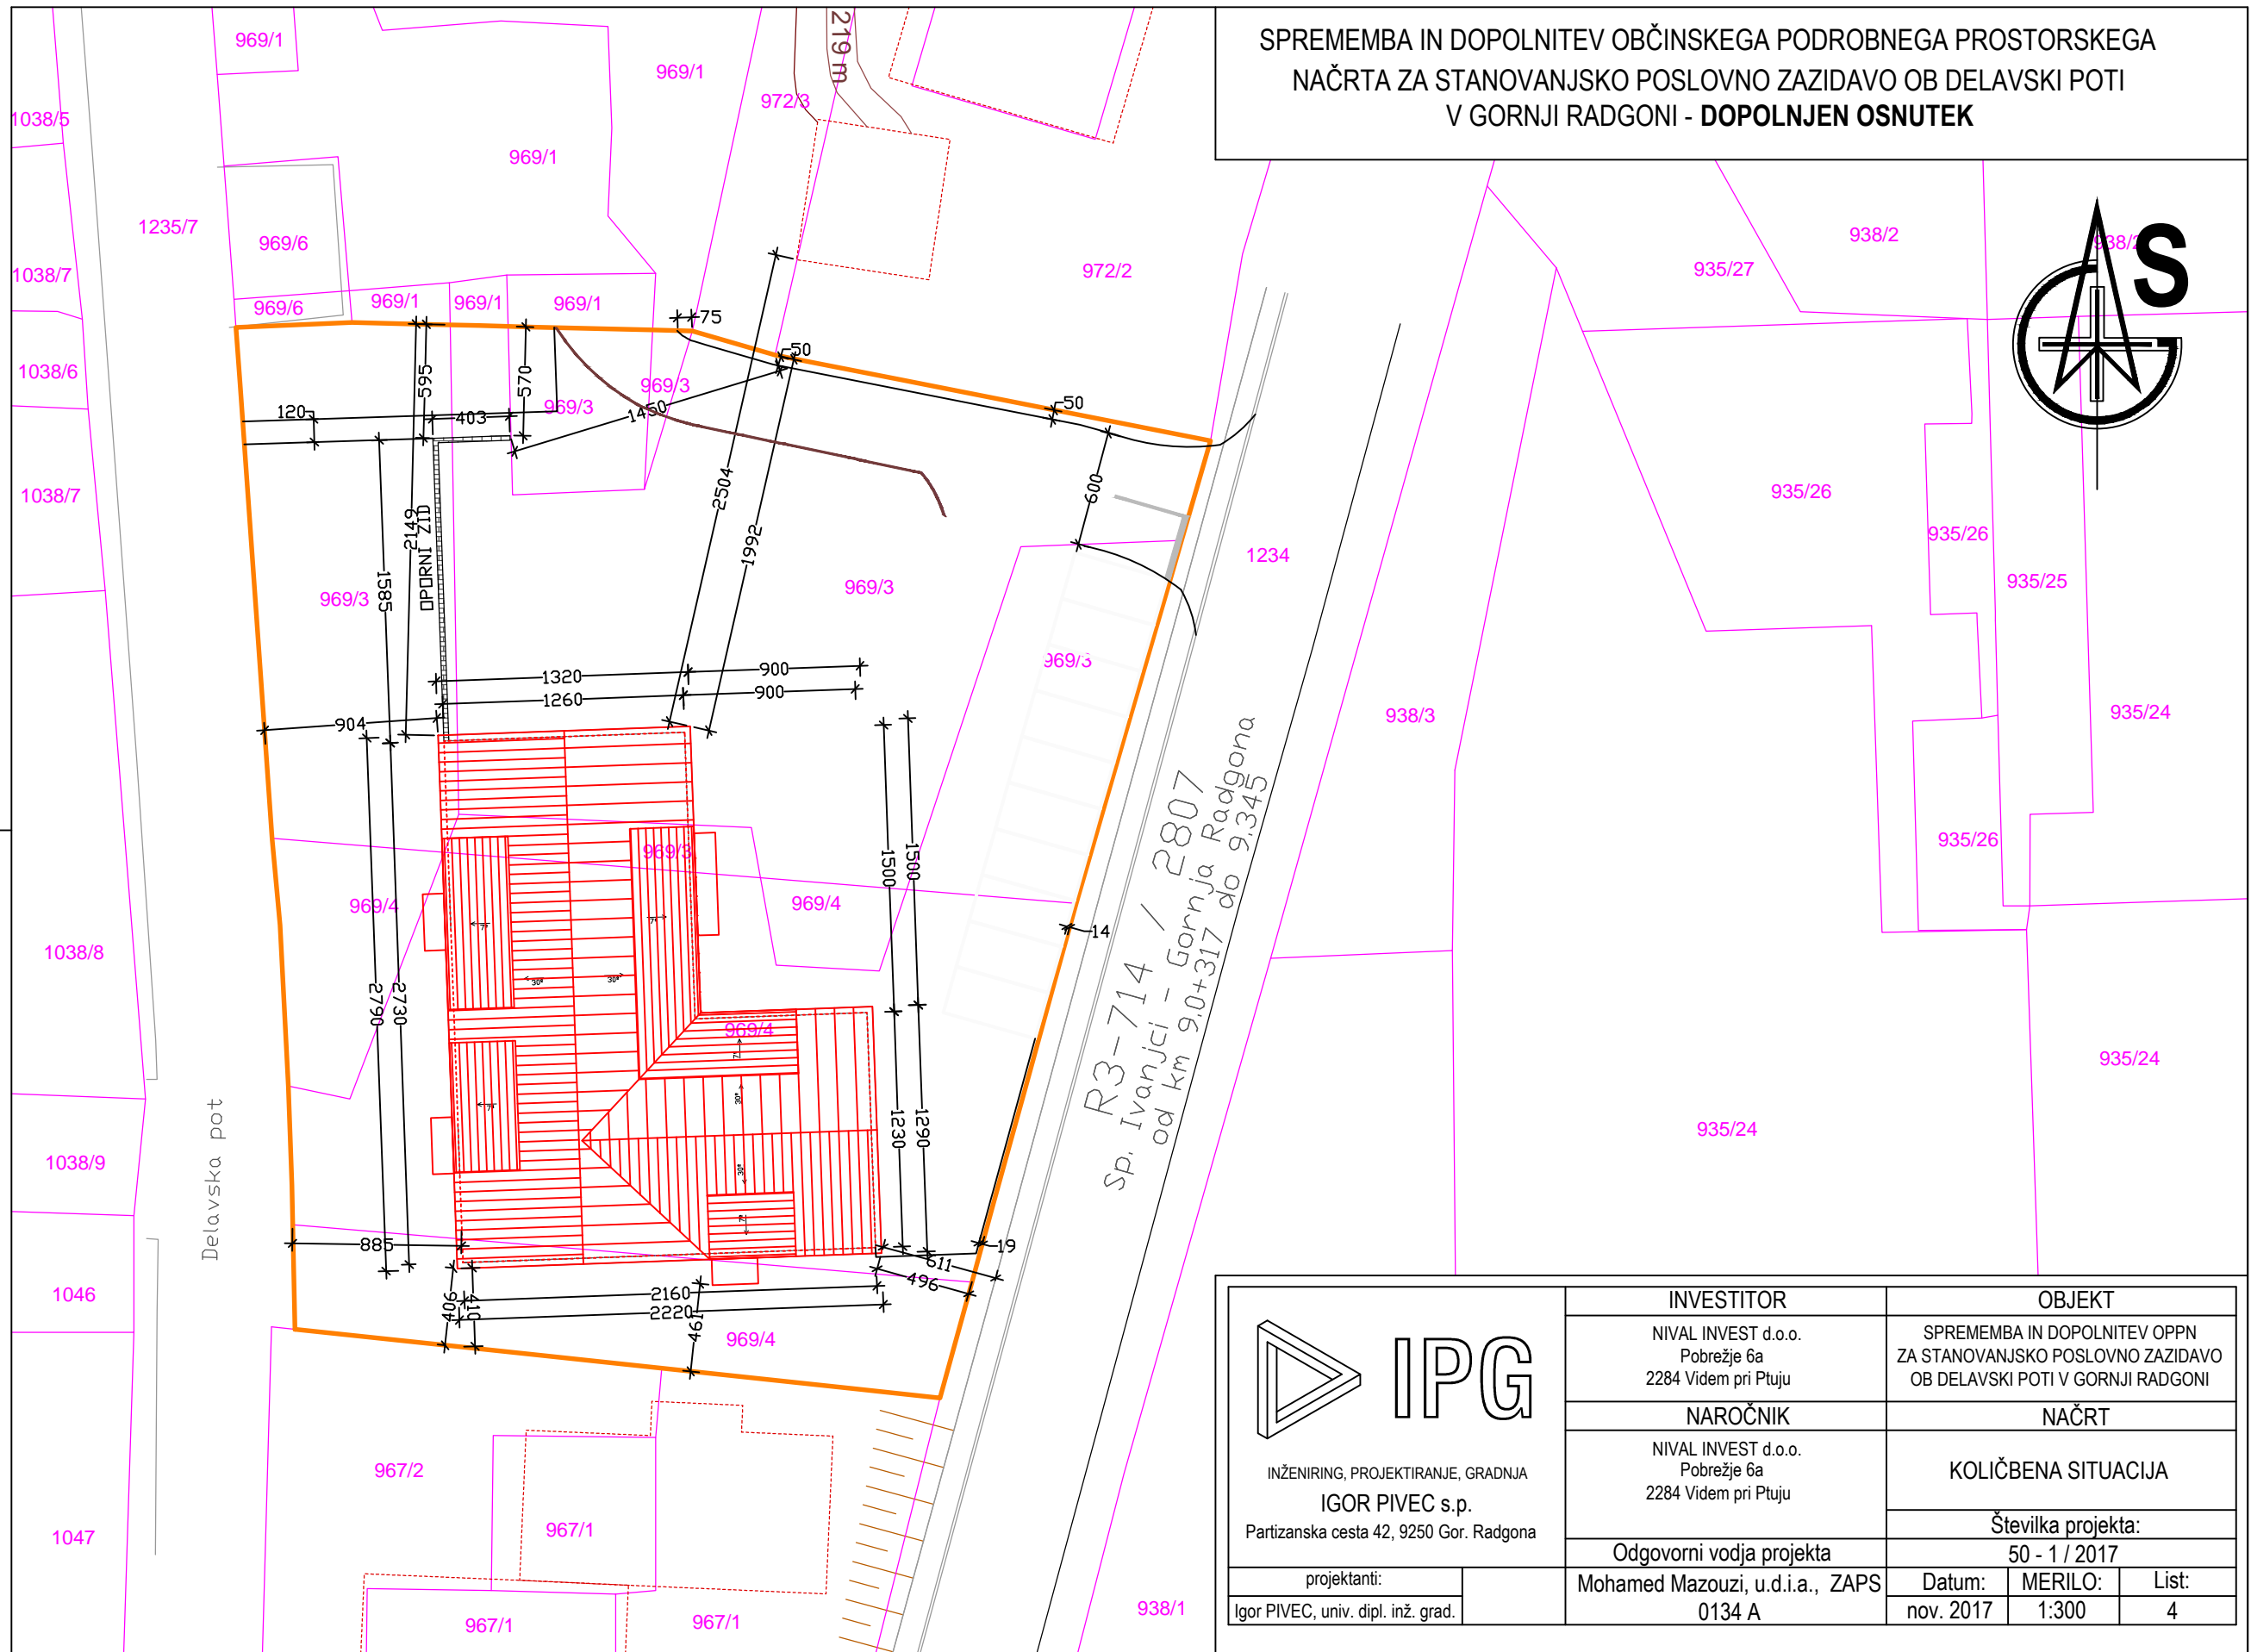 SPREMEMBA IN DOPOLNITEV OBČINSKEGA PODROBNEGA PROSTORSKEGA
NAČRTA ZA STANOVANJSKO POSLOVNO ZAZIDAVO OB DELAVSKI POTI
V GORNJI RADGONI - DOPOLNJEN OSNUTEK
S
219 m
969/1
969/1
972/3
1038/5
969/1
1235/7
969/6
938/2
972/2
935/27
1038/7
969/6
969/1
969/1
969/1
75
50
1038/6
595
570
969/3
50
120
403
969/3
1450
1038/7
2504
600
935/26
2149
OPORNI ZID
1992
935/26
1234
1585
969/3
969/3
935/25
969/3
1320
900
1260
900
904
938/3
935/24
1500
1500
935/26
969/3
969/4
969/4
14
1038/8
2790
2730
30°
30°
7°
7°
969/4
7°
30°
7°
30°
7°
R3-714 / 2807
Sp. Ivanjci - Gornja Radgona
od km 9.0+317 do 9.345
935/24
935/24
1230
1290
Delavska pot
1038/9
885
19
611
496
1046
2160
2220
406
410
461
969/4
967/2
967/1
1047
967/1
967/1
938/1
IPG
INŽENIRING, PROJEKTIRANJE, GRADNJA
IGOR PIVEC s.p.
Partizanska cesta 42, 9250 Gor. Radgona
projektanti:
Igor PIVEC, univ. dipl. inž. grad.
INVESTITOR
NIVAL INVEST d.o.o.
Pobrežje 6a
2284 Videm pri Ptuju
NAROČNIK
NIVAL INVEST d.o.o.
Pobrežje 6a
2284 Videm pri Ptuju
Odgovorni vodja projekta
Mohamed Mazouzi, u.d.i.a., ZAPS
0134 A
OBJEKT
SPREMEMBA IN DOPOLNITEV OPPN
ZA STANOVANJSKO POSLOVNO ZAZIDAVO
OB DELAVSKI POTI V GORNJI RADGONI
NAČRT
KOLIČBENA SITUACIJA
Številka projekta:
50 - 1 / 2017
Datum: MERILO: List:
nov. 2017 1:300 4